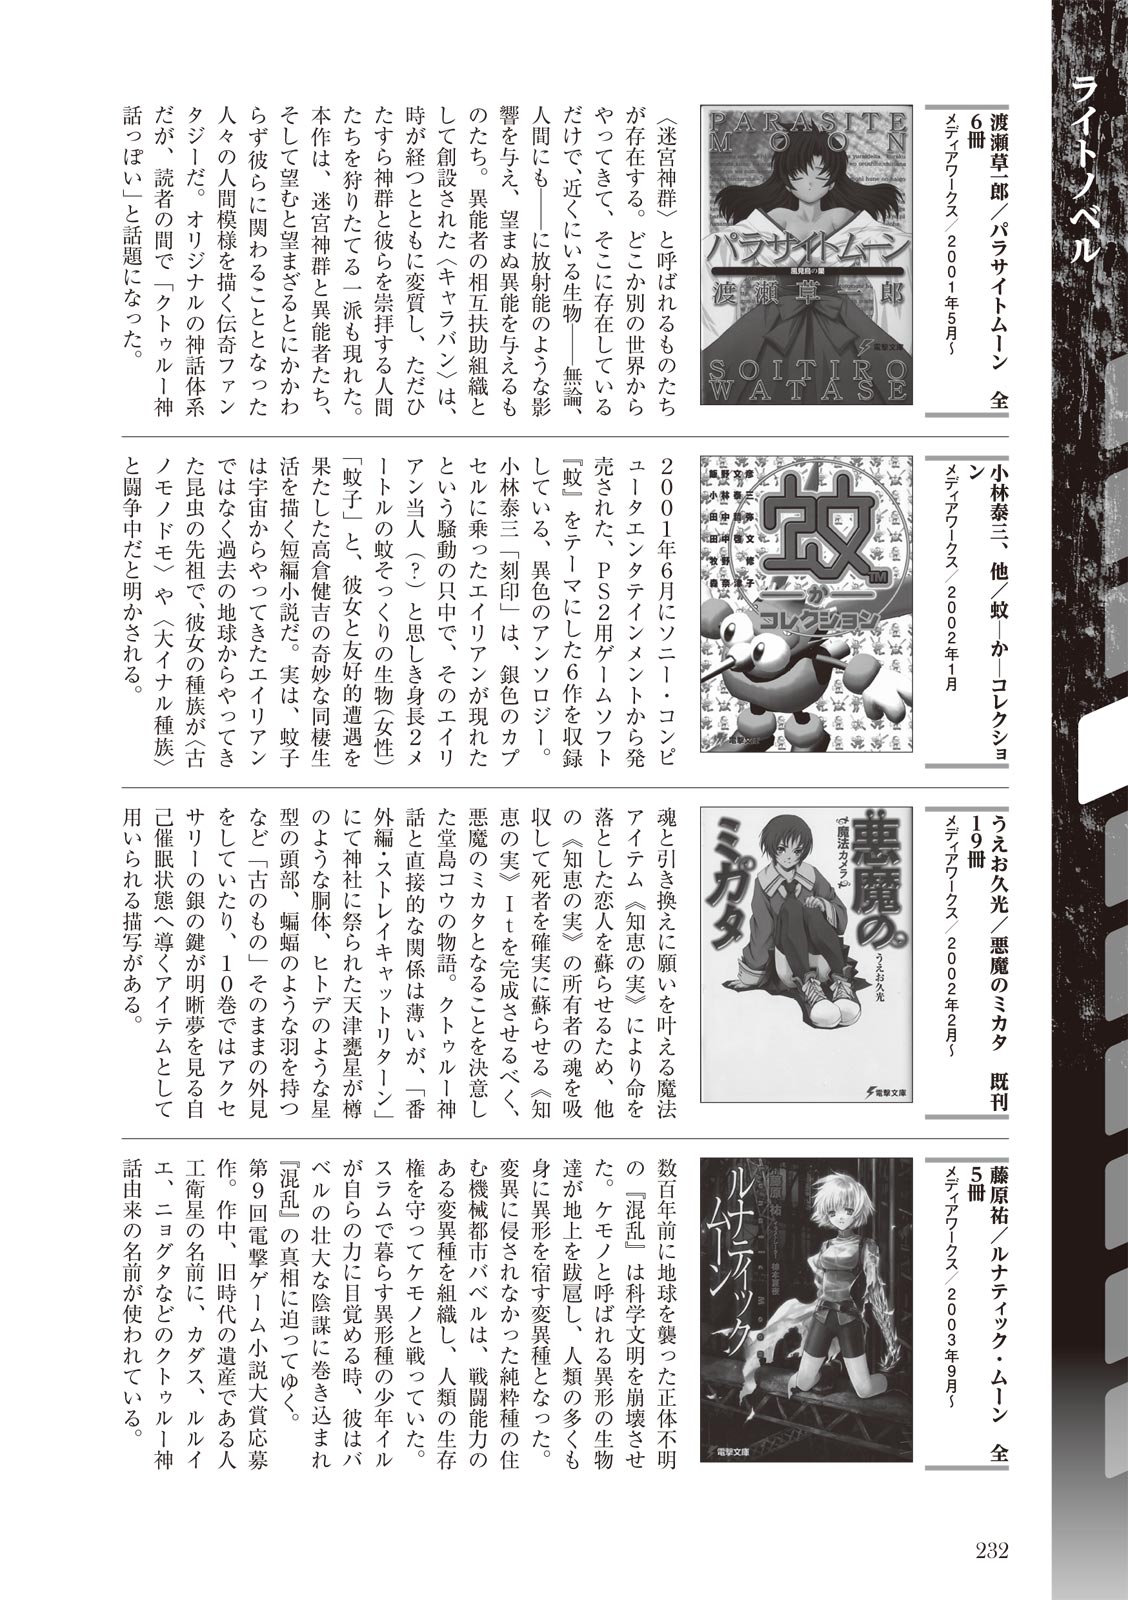 ライトノベル
渡瀬草一郎／パラサイトムーン　全
6冊
メディアワークス／2001年5月〜
PARASITE
MOON
パラサイトムーン
風見鳥の巣
渡瀬草一郎
電撃文庫
SOITIRO
WATASE
〈迷宮神群〉と呼ばれるものたち
が存在する。どこか別の世界から
やってきて、そこに存在している
だけで、近くにいる生物――無論、
人間にも――に放射能のような影
響を与え、望まぬ異能を与えるも
のたち。異能者の相互扶助組織と
して創設された〈キャラバン〉は、
時が経つとともに変質し、ただひ
たすら神群と彼らを崇拝する人間
たちを狩りたてる一派も現れた。
本作は、迷宮神群と異能者たち、
そして望むと望まざるとにかかわ
らず彼らに関わることとなった
人々の人間模様を描く伝奇ファン
タジーだ。オリジナルの神話体系
だが、読者の間で「クトゥルー神
話っぽい」と話題になった。
小林泰三、他／蚊―か―コレクショ
ン
メディアワークス／2002年1月
飯野文彦
小林泰三
田中哲弥
田中啓文
牧野修
森奈津子
蚊
TM
―か―
コレクション
電撃文庫
2001年6月にソニー・コンピ
ュータエンタテインメントから発
売された、PS2用ゲームソフト
『蚊』をテーマにした6作を収録
している、異色のアンソロジー。
小林泰三「刻印」は、銀色のカプ
セルに乗ったエイリアンが現れた
という騒動の只中で、そのエイリ
アン当人（？）と思しき身長2メ
ートルの蚊そっくりの生物（女性）
「蚊子」と、彼女と友好的遭遇を
果たした高倉健吉の奇妙な同棲生
活を描く短編小説だ。実は、蚊子
は宇宙からやってきたエイリアン
ではなく過去の地球からやってき
た昆虫の先祖で、彼女の種族が〈古
ノモノドモ〉や〈大イナル種族〉
と闘争中だと明かされる。
うえお久光／悪魔のミカタ　既刊
19冊
メディアワークス／2002年2月〜
悪魔の
ミカタ
魔法カメラ
うえお久光
電撃文庫
魂と引き換えに願いを叶える魔法
アイテム《知恵の実》により命を
落とした恋人を蘇らせるため、他
の《知恵の実》の所有者の魂を吸
収して死者を確実に蘇らせる《知
恵の実》Itを完成させるべく、
悪魔のミカタとなることを決意し
た堂島コウの物語。クトゥルー神
話と直接的な関係は薄いが、「番
外編・ストレイキャットリターン」
にて神社に祭られた天津甕星が樽
のような胴体、ヒトデのような星
型の頭部、蝙蝠のような羽を持つ
など「古のもの」そのままの外見
をしていたり、10巻ではアクセ
サリーの銀の鍵が明晰夢を見る自
己催眠状態へ導くアイテムとして
用いられる描写がある。
藤原祐／ルナティック・ムーン　全
5冊
メディアワークス／2003年9月〜
藤原祐
イラストレーター
椋本夏夜
ルナティック
ムーン
電撃文庫
数百年前に地球を襲った正体不明
の『混乱』は科学文明を崩壊させ
た。ケモノと呼ばれる異形の生物
達が地上を跋扈し、人類の多くも
身に異形を宿す変異種となった。
変異に侵されなかった純粋種の住
む機械都市バベルは、戦闘能力の
ある変異種を組織し、人類の生存
権を守ってケモノと戦っていた。
スラムで暮らす異形種の少年イル
が自らの力に目覚める時、彼はバ
ベルの壮大な陰謀に巻き込まれ
『混乱』の真相に迫ってゆく。
第9回電撃ゲーム小説大賞応募
作。作中、旧時代の遺産である人
工衛星の名前に、カダス、ルルイ
エ、ニョグタなどのクトゥルー神
話由来の名前が使われている。
232